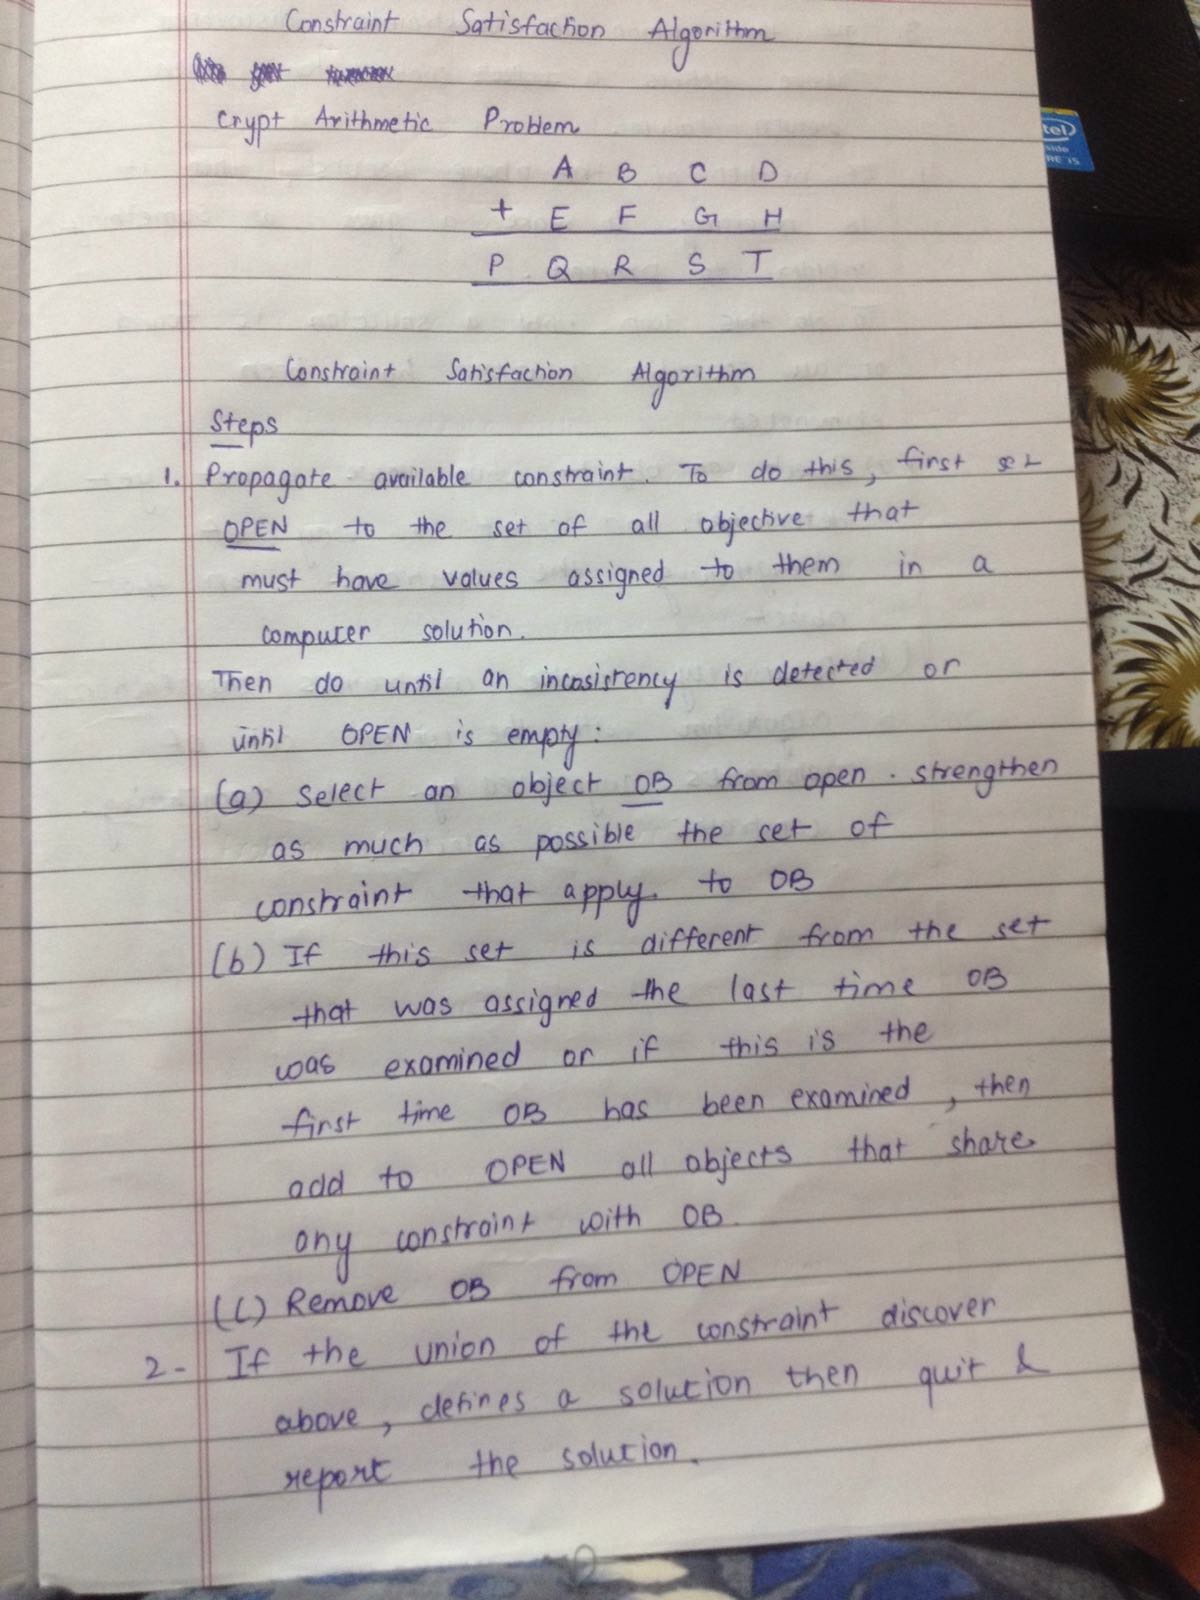 Constraint Satisfaction Algorithm
Crypt Arithmetic Problem
A B C D
+ E F G H
P Q R S T
Constraint Satisfaction Algorithm
Steps
1. Propagate available constraint. To do this, first set
OPEN to the set of all objective that
must have values assigned to them in a
computer solution.
Then do until an incosistency is detected or
until OPEN is empty:
(a) Select an object OB from open. strengthen
as much as possible the set of
constraint that apply. to OB
(b) If this set is different from the set
that was assigned the last time OB
was examined or if this is the
first time OB has been examined, then
add to OPEN all objects that share
any constraint with OB.
(C) Remove OB from OPEN
2- If the union of the constraint discover
above, defines a solution then quit &
report the solution.
tel
side
RE i5